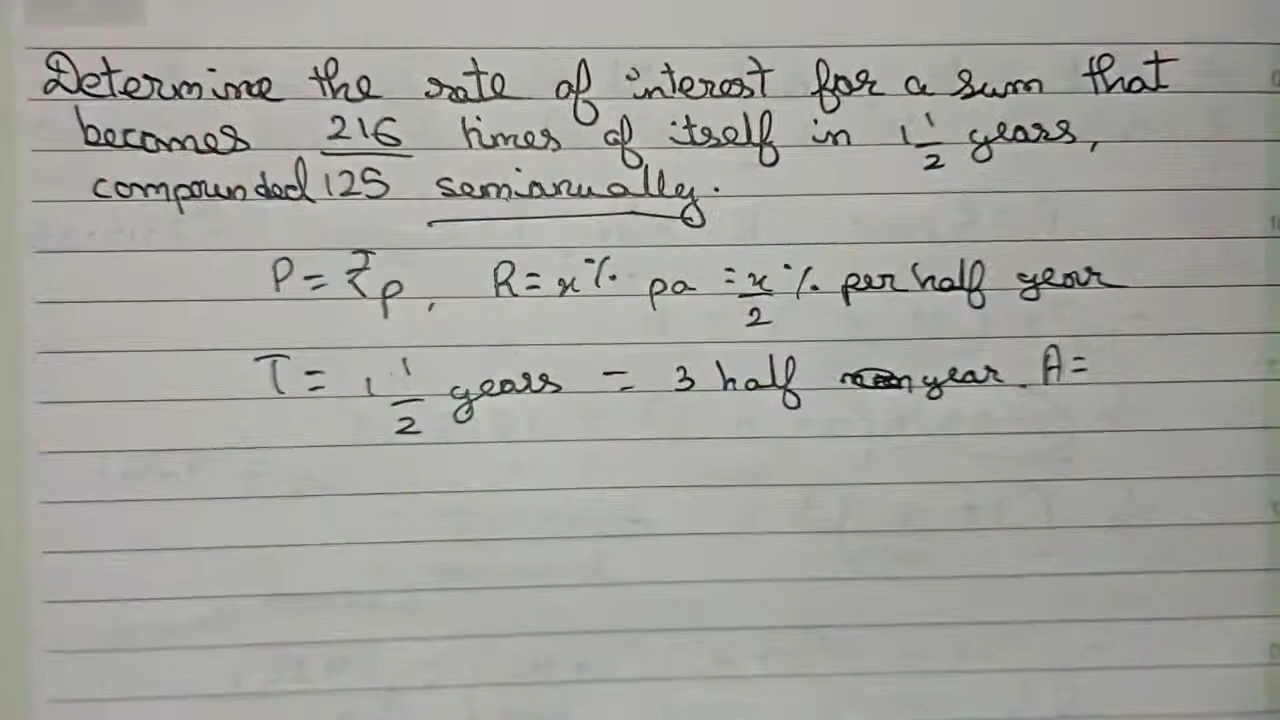 Determine the rate of interest for a sum that
becomes 216 times of itself in 1 1/2 years,
compounded 125 semianually.
P = ₹p, R = x% pa = x/2 % per half year
T = 1 1/2 years = 3 half year. A =